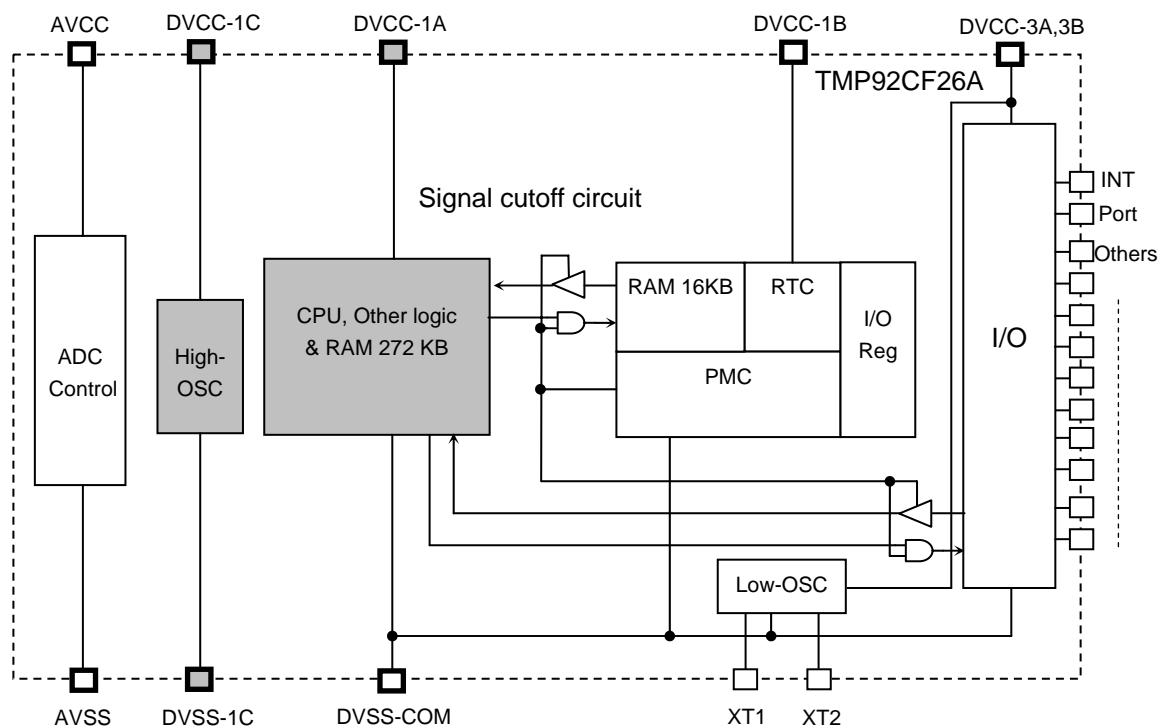 AVCC
DVCC-1C
DVCC-1A
DVCC-1B
DVCC-3A,3B
TMP92CF26A
Signal cutoff circuit
INT
Port
Others
ADC
Control
High-
OSC
CPU, Other logic
& RAM 272 KB
RAM 16KB
RTC
I/O
Reg
PMC
I/O
Low-OSC
AVSS
DVSS-1C
DVSS-COM
XT1
XT2